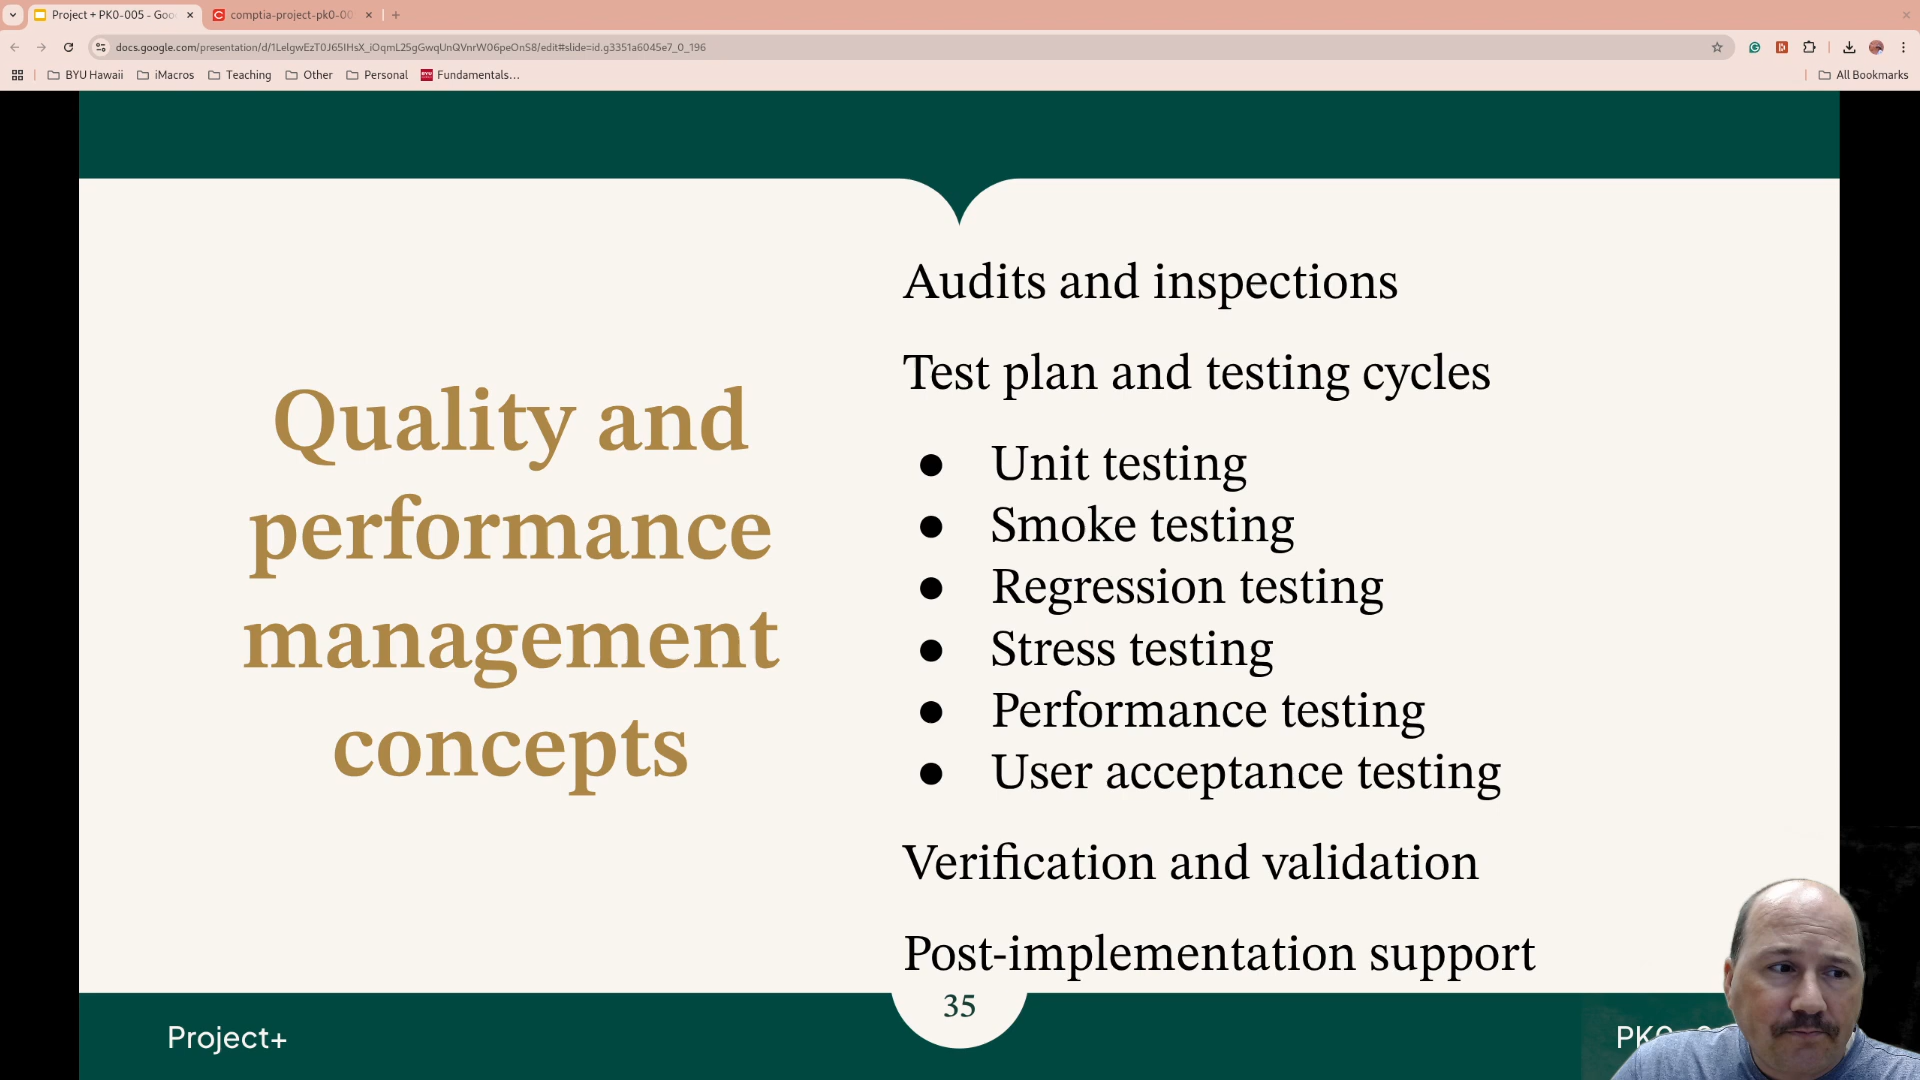 Project + PK0-005 - Goo
comptia-project-pk0-00
docs.google.com/presentation/d/1LelgwEzT0J65IHsX_iOqmL25gGwqUnQVnrW06peOnS8/edit#slide=id.g3351a6045e7_0_196
BYU Hawaii
iMacros
Teaching
Other
Personal
BYU Fundamentals...
All Bookmarks
Quality and
performance
management
concepts
Audits and inspections
Test plan and testing cycles
● Unit testing
● Smoke testing
● Regression testing
● Stress testing
● Performance testing
● User acceptance testing
Verification and validation
Post-implementation support
35
Project+